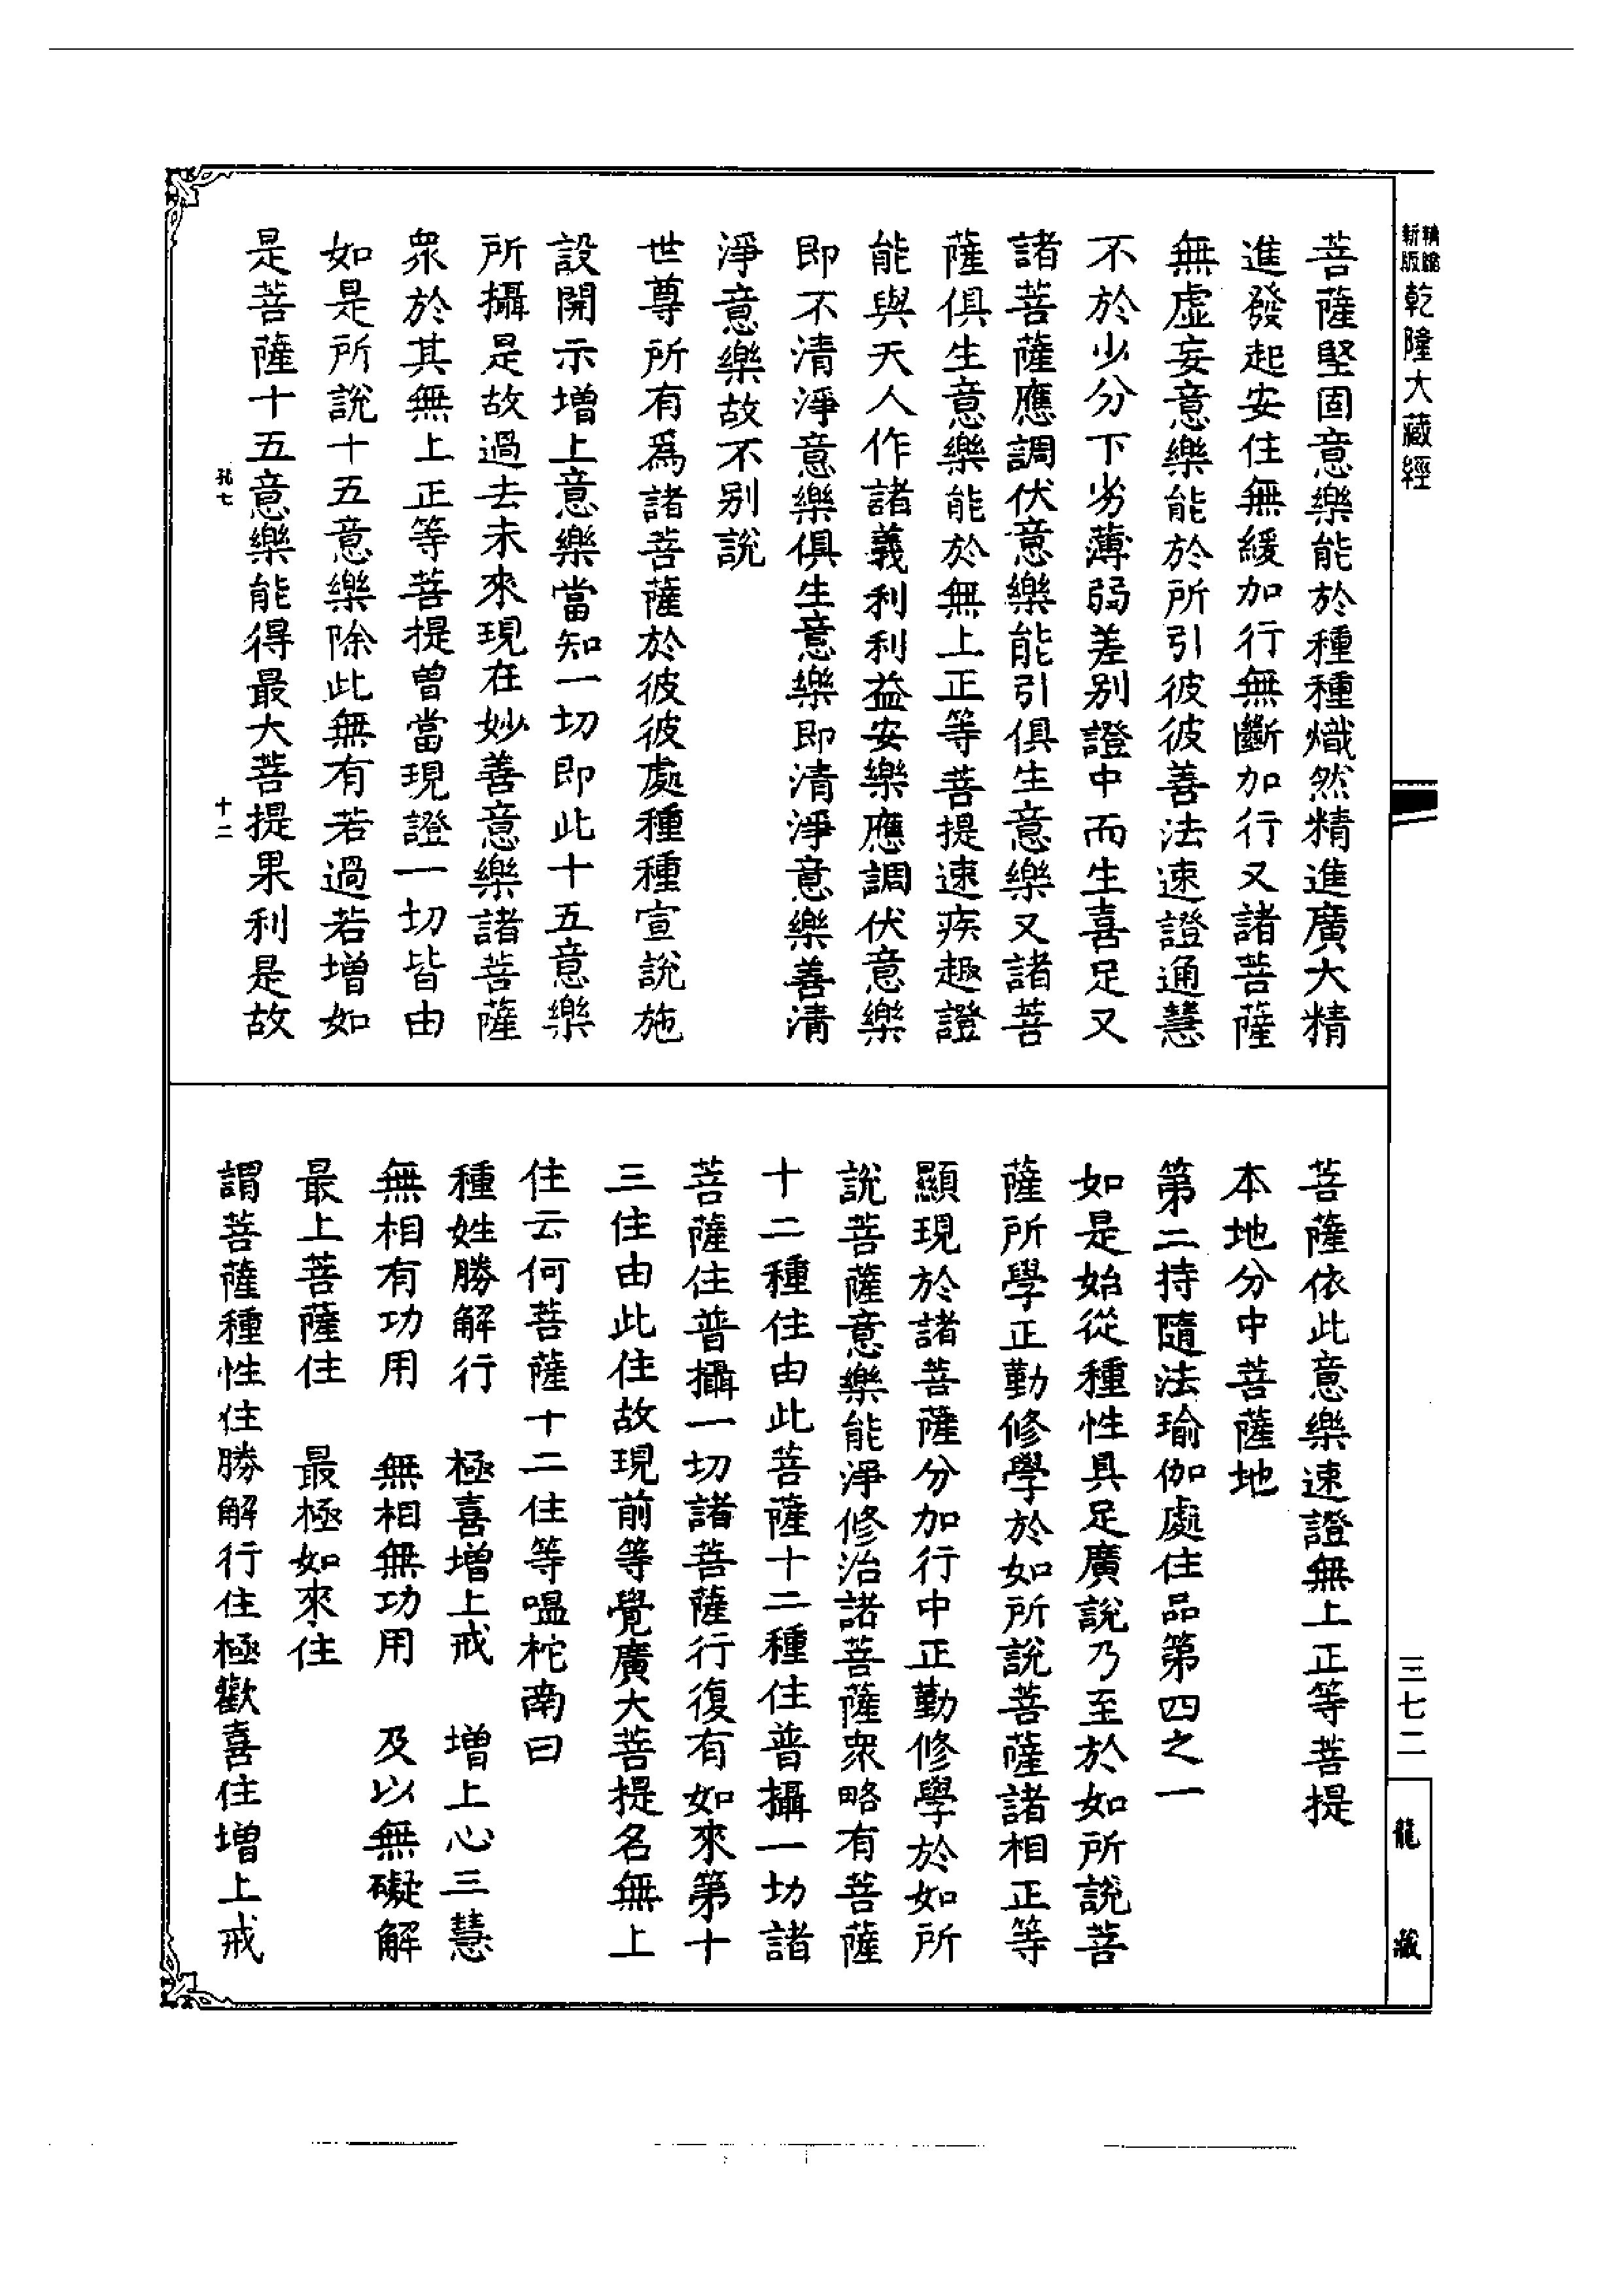 精縮
新版
乾隆大藏經
菩薩堅固意樂能於種種熾然精進廣大精
進發起安住無緩加行無斷加行又諸菩薩
無虛妄意樂能於所引彼彼善法速證通慧
不於少分下劣薄弱差別證中而生喜足又
諸菩薩應調伏意樂能引俱生意樂又諸菩
薩俱生意樂能於無上正等菩提速疾趣證
能與天人作諸義利利益安樂應調伏意樂
即不清淨意樂俱生意樂即清淨意樂善清
淨意樂故不別說
世尊所有為諸菩薩於彼彼處種種宣說施
設開示增上意樂當知一切即此十五意樂
所攝是故過去未來現在妙善意樂諸菩薩
眾於其無上正等菩提曾當現證一切皆由
如是所說十五意樂除此無有若過若增如
是菩薩十五意樂能得最大菩提果利是故
孔七 十二
菩薩依此意樂速證無上正等菩提
本地分中菩薩地
第二持隨法瑜伽處住品第四之一
如是始從種性具足廣說乃至於如所說菩
薩所學正勤修學於如所說菩薩諸相正等
顯現於諸菩薩分加行中正勤修學於如所
說菩薩意樂能淨修治諸菩薩眾略有菩薩
十二種住由此菩薩十二種住普攝一切諸
菩薩住普攝一切諸菩薩行復有如來第十
三住由此住故現前等覺廣大菩提名無上
住云何菩薩十二住等嗢柁南曰
種姓勝解行 極喜增上戒 增上心三慧
無相有功用 無相無功用 及以無礙解
最上菩薩住 最極如來住
謂菩薩種性住勝解行住極歡喜住增上戒
三七二
龍藏